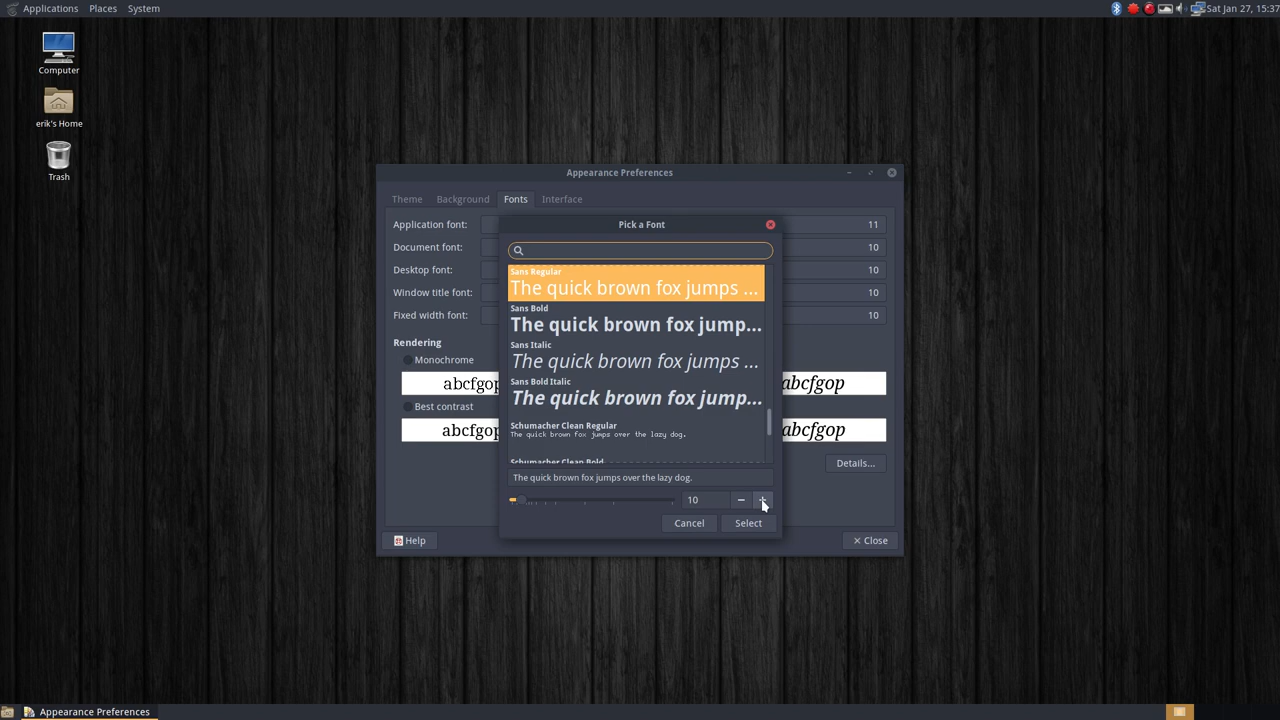 Applications Places System
Sat Jan 27, 15:37
Computer
erik's Home
Trash
Appearance Preferences
Theme Background Fonts Interface
Application font: 11
Document font: 10
Desktop font: 10
Window title font: 10
Fixed width font: 10
Rendering
Monochrome
abcfgop
abcfgop
Best contrast
abcfgop
abcfgop
Details...
Help
Close
Pick a Font
Sans Regular
The quick brown fox jumps ...
Sans Bold
The quick brown fox jump...
Sans Italic
The quick brown fox jumps ...
Sans Bold Italic
The quick brown fox jump...
Schumacher Clean Regular
The quick brown fox jumps over the lazy dog.
Schumacher Clean Bold
The quick brown fox jumps over the lazy dog.
10 − +
Cancel Select
Appearance Preferences